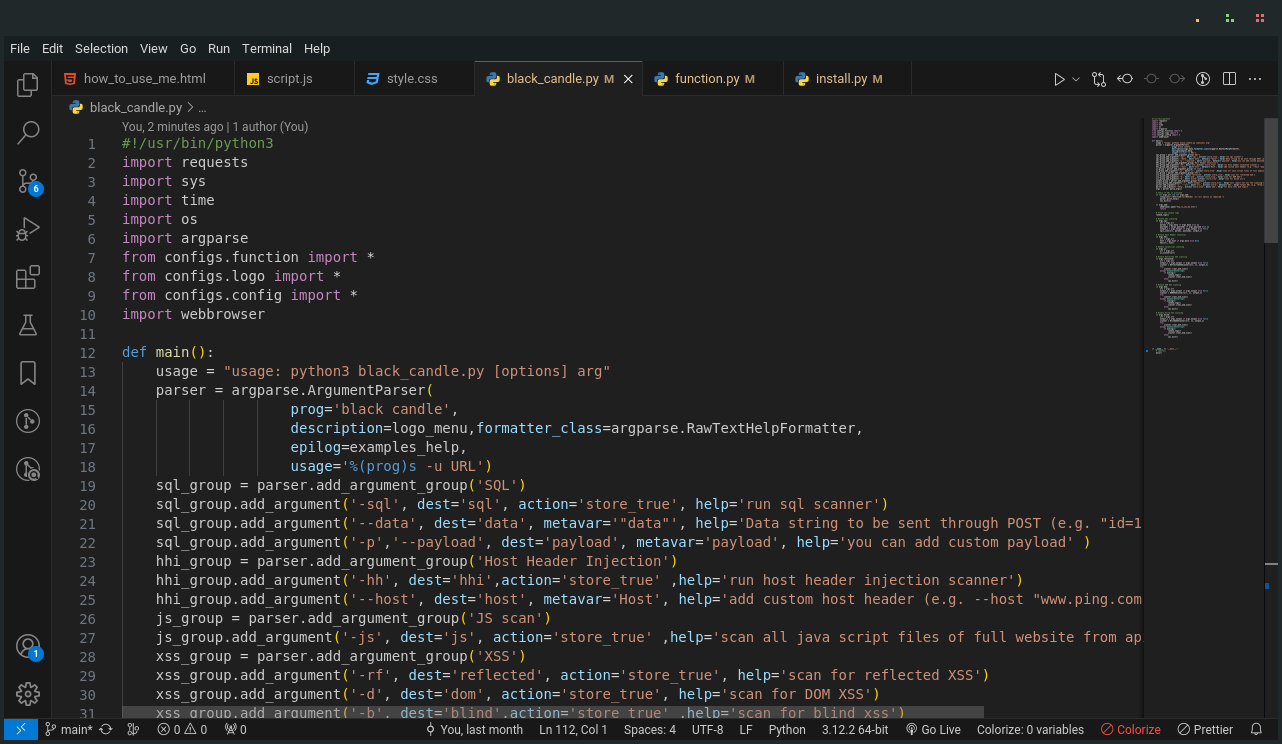 File Edit Selection View Go Run Terminal Help
how_to_use_me.html script.js style.css black_candle.py M function.py M install.py M
black_candle.py > ...
You, 2 minutes ago | 1 author (You)
1 #!/usr/bin/python3
2 import requests
3 import sys
4 import time
5 import os
6 import argparse
7 from configs.function import *
8 from configs.logo import *
9 from configs.config import *
10 import webbrowser
11
12 def main():
13 usage = "usage: python3 black_candle.py [options] arg"
14 parser = argparse.ArgumentParser(
15 prog='black candle',
16 description=logo_menu,formatter_class=argparse.RawTextHelpFormatter,
17 epilog=examples_help,
18 usage='%(prog)s -u URL')
19 sql_group = parser.add_argument_group('SQL')
20 sql_group.add_argument('-sql', dest='sql', action='store_true', help='run sql scanner')
21 sql_group.add_argument('--data', dest='data', metavar='"data"', help='Data string to be sent through POST (e.g. "id=1
22 sql_group.add_argument('-p','--payload', dest='payload', metavar='payload', help='you can add custom payload' )
23 hhi_group = parser.add_argument_group('Host Header Injection')
24 hhi_group.add_argument('-hh', dest='hhi',action='store_true' ,help='run host header injection scanner')
25 hhi_group.add_argument('--host', dest='host', metavar='Host', help='add custom host header (e.g. --host "www.ping.com
26 js_group = parser.add_argument_group('JS scan')
27 js_group.add_argument('-js', dest='js', action='store_true' ,help='scan all java script files of full website from ap
28 xss_group = parser.add_argument_group('XSS')
29 xss_group.add_argument('-rf', dest='reflected', action='store_true', help='scan for reflected XSS')
30 xss_group.add_argument('-d', dest='dom', action='store_true', help='scan for DOM XSS')
31 xss_group.add_argument('-b', dest='blind',action='store_true' ,help='scan for blind xss')
6
1
main* 0 0 0 You, last month Ln 112, Col 1 Spaces: 4 UTF-8 LF Python 3.12.2 64-bit Go Live Colorize: 0 variables Colorize Prettier